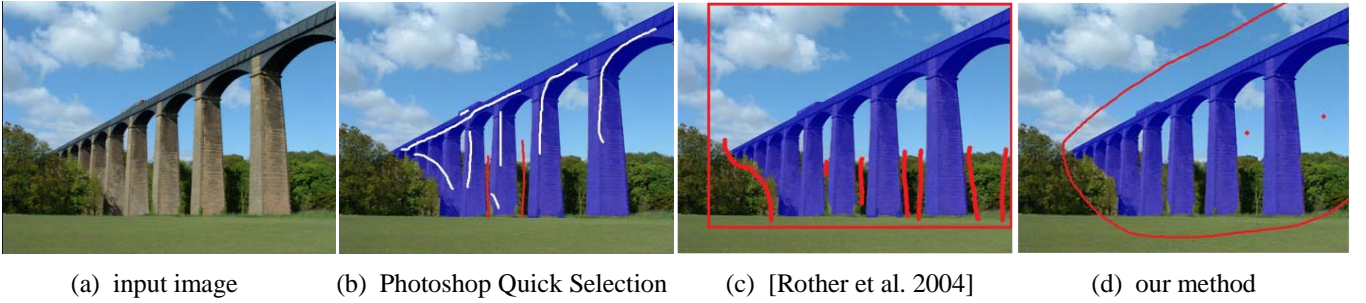 (a) input image (b) Photoshop Quick Selection (c) [Rother et al. 2004] (d) our method